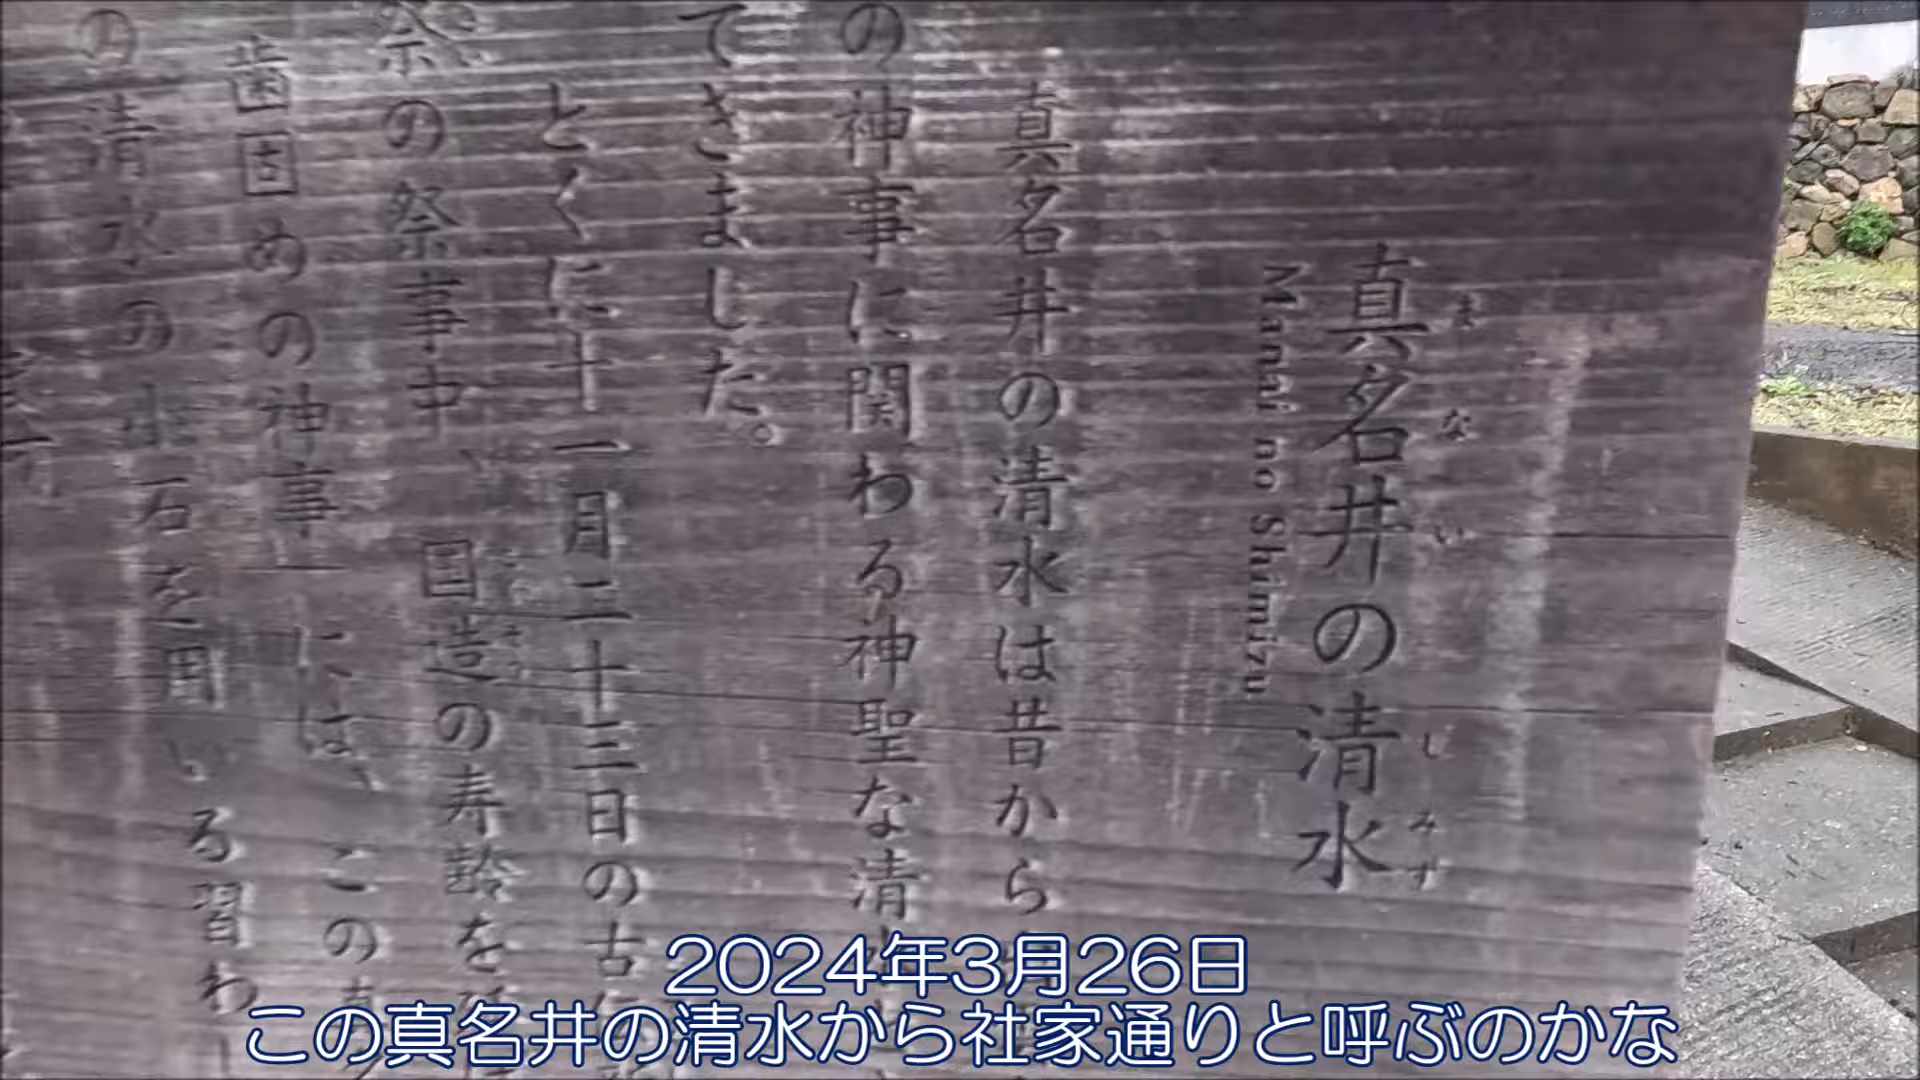 真名井の清水
まないしみず
Manai no Shimizu
真名井の清水は昔から
の神事に関わる神聖な清水
てきました。
とくに十一月二十三日の古
祭の祭事中、国造の寿齢を
歯固めの神事」には、この
の清水の小石を用いる習わし
2024年3月26日
この真名井の清水から社家通りと呼ぶのかな